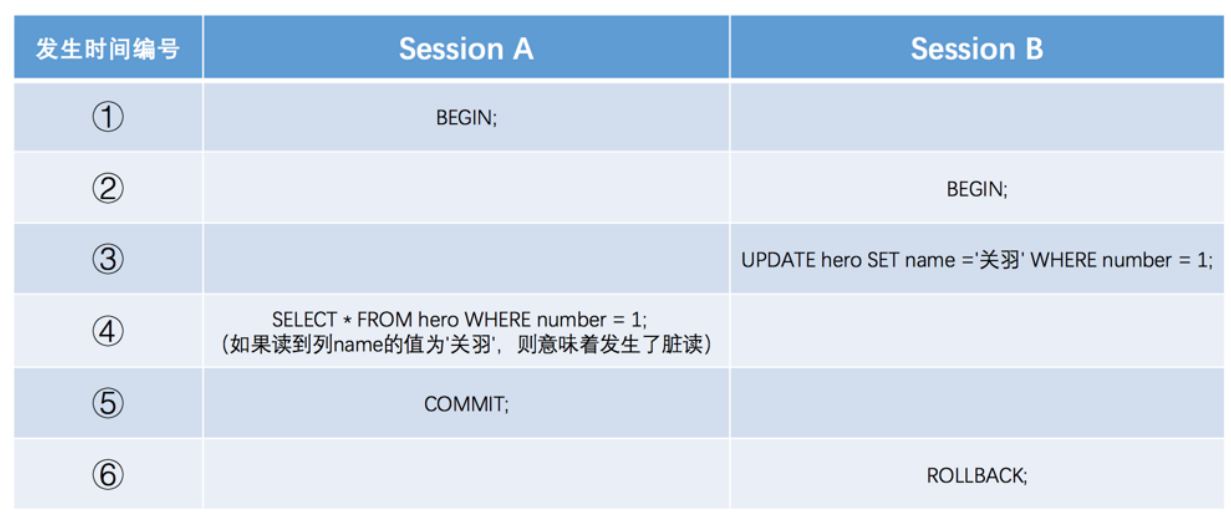 发生时间编号 Session A Session B
① BEGIN;
② BEGIN;
③ UPDATE hero SET name ='关羽' WHERE number = 1;
④ SELECT * FROM hero WHERE number = 1;
（如果读到列name的值为'关羽'，则意味着发生了脏读）
⑤ COMMIT;
⑥ ROLLBACK;